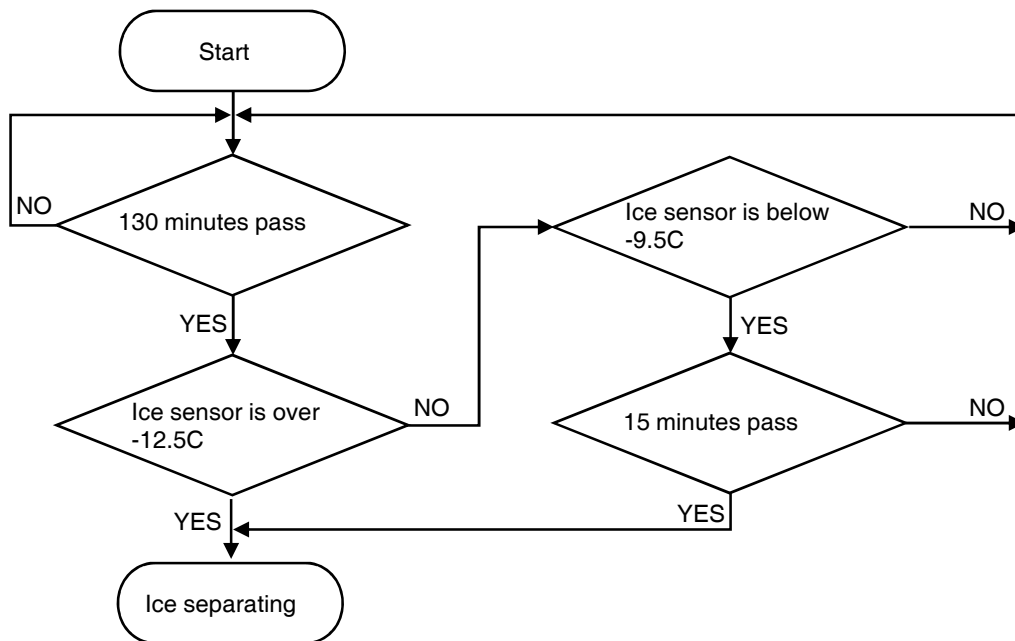 Start
NO
130 minutes pass
YES
Ice sensor is over
-12.5C
NO
YES
Ice separating
Ice sensor is below
-9.5C
NO
YES
15 minutes pass
NO
YES